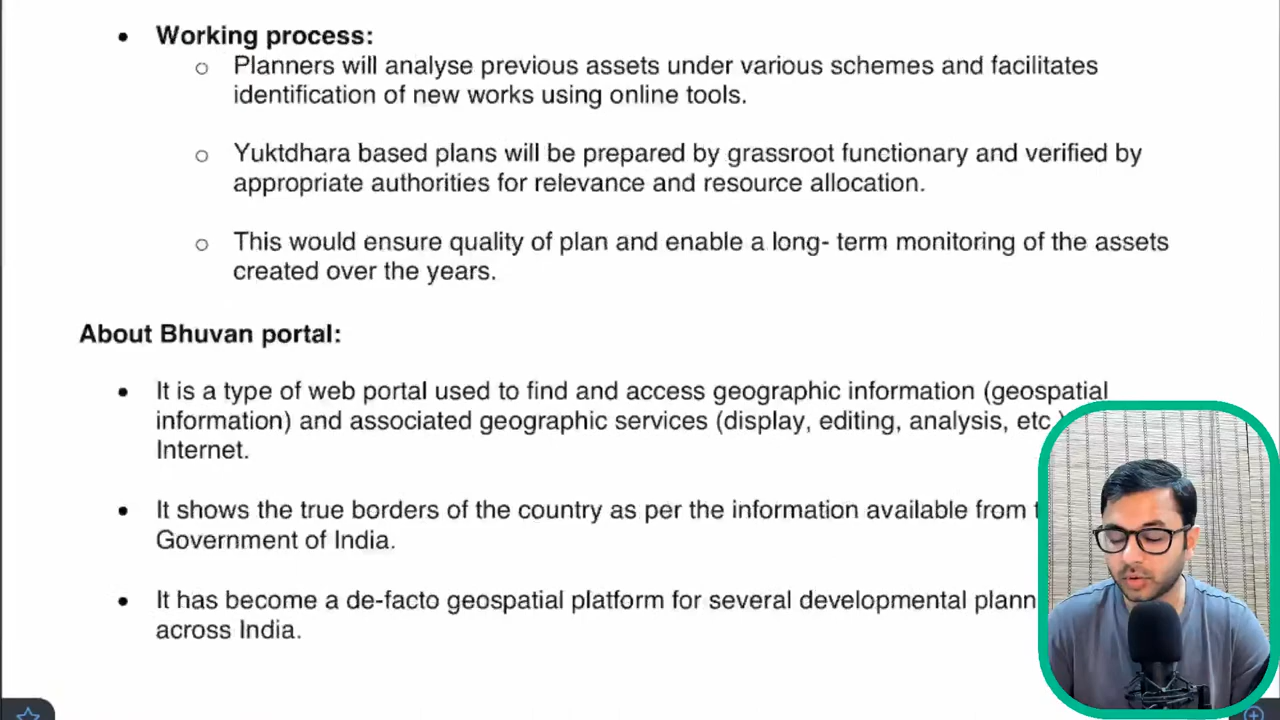 • Working process:
○ Planners will analyse previous assets under various schemes and facilitates
identification of new works using online tools.
○ Yuktdhara based plans will be prepared by grassroot functionary and verified by
appropriate authorities for relevance and resource allocation.
○ This would ensure quality of plan and enable a long- term monitoring of the assets
created over the years.
About Bhuvan portal:
• It is a type of web portal used to find and access geographic information (geospatial
information) and associated geographic services (display, editing, analysis, etc.)
Internet.
• It shows the true borders of the country as per the information available from
Government of India.
• It has become a de-facto geospatial platform for several developmental
across India.